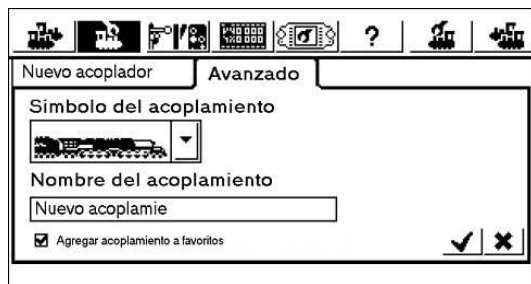 ?
Nuevo acoplador
Avanzado
Simbolo del acoplamiento
Nombre del acoplamiento
Nuevo acoplamie
Agregar acoplamiento a favoritos